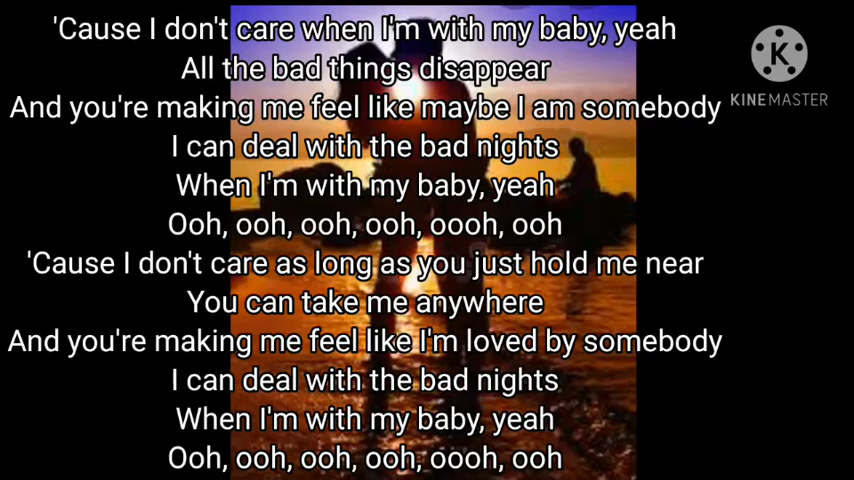 'Cause I don't care when I'm with my baby, yeah
All the bad things disappear
And you're making me feel like maybe I am somebody
I can deal with the bad nights
When I'm with my baby, yeah
Ooh, ooh, ooh, ooh, oooh, ooh
'Cause I don't care as long as you just hold me near
You can take me anywhere
And you're making me feel like I'm loved by somebody
I can deal with the bad nights
When I'm with my baby, yeah
Ooh, ooh, ooh, ooh, oooh, ooh
K
KINEMASTER